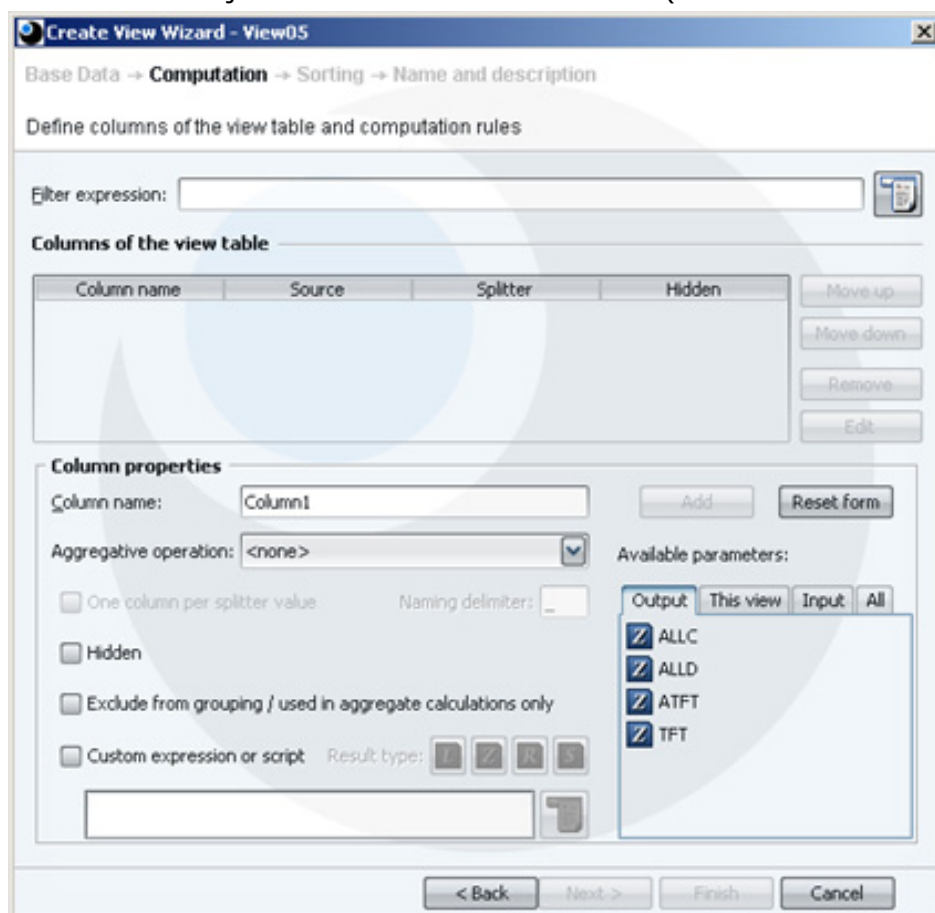 Create View Wizard - View05
Base Data → Computation → Sorting → Name and description
Define columns of the view table and computation rules
Filter expression:
Columns of the view table
Column name Source Splitter Hidden
Move up
Move down
Remove
Edit
Column properties
Column name: Column1 Add Reset form
Aggregative operation: <none> Available parameters:
One column per splitter value Naming delimiter: _ Output This view Input All
ALLC
Hidden
ALLD
Exclude from grouping / used in aggregate calculations only ATFT
TFT
Custom expression or script Result type: L Z R S
< Back Next > Finish Cancel